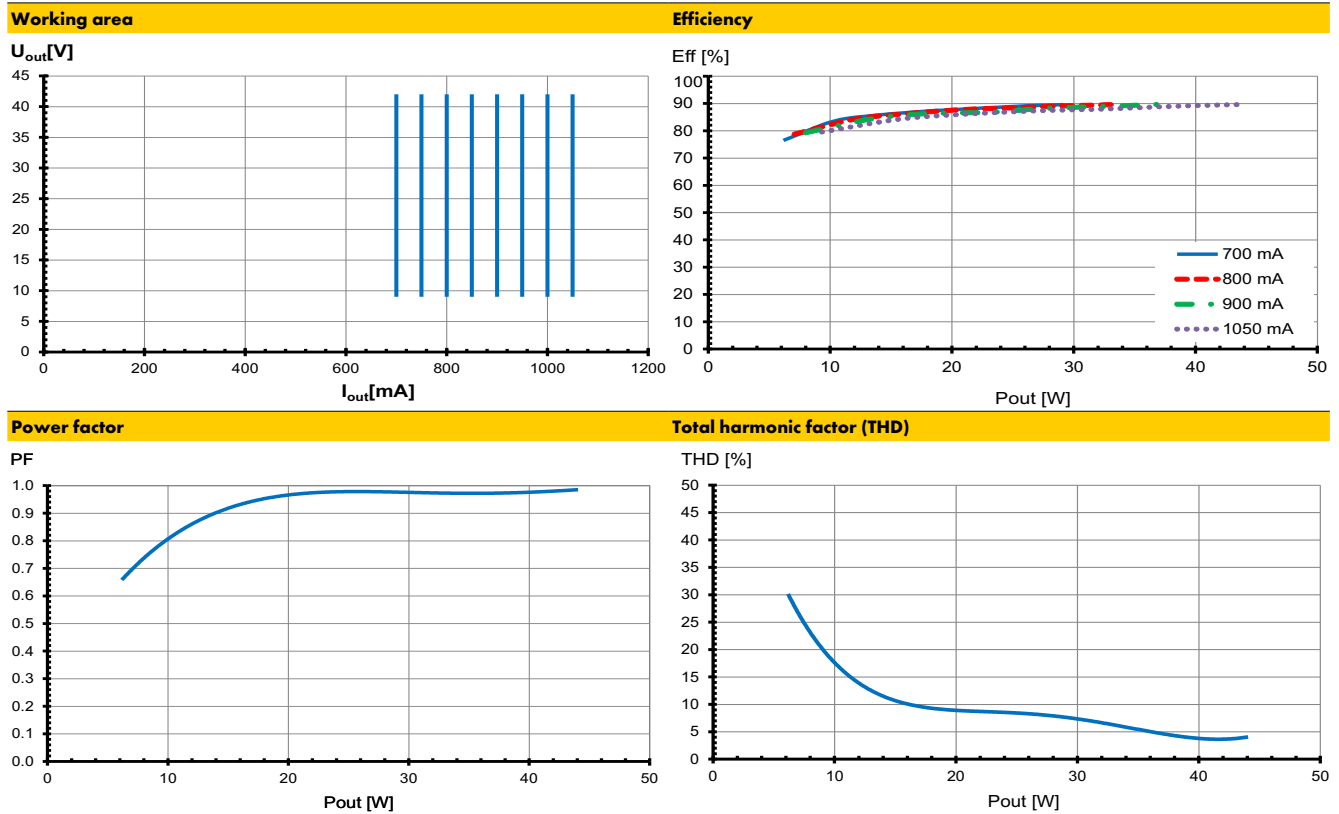 Working area
U_out[V]
45
40
35
30
25
20
15
10
5
0
0 200 400 600 800 1000 1200
I_out[mA]
Efficiency
Eff [%]
100
90
80
70
60
50
40
30
20
10
0
700 mA
800 mA
900 mA
1050 mA
0 10 20 30 40 50
Pout [W]
Power factor
PF
1.0
0.9
0.8
0.7
0.6
0.5
0.4
0.3
0.2
0.1
0.0
0 10 20 30 40 50
Pout [W]
Total harmonic factor (THD)
THD [%]
50
45
40
35
30
25
20
15
10
5
0
0 10 20 30 40 50
Pout [W]